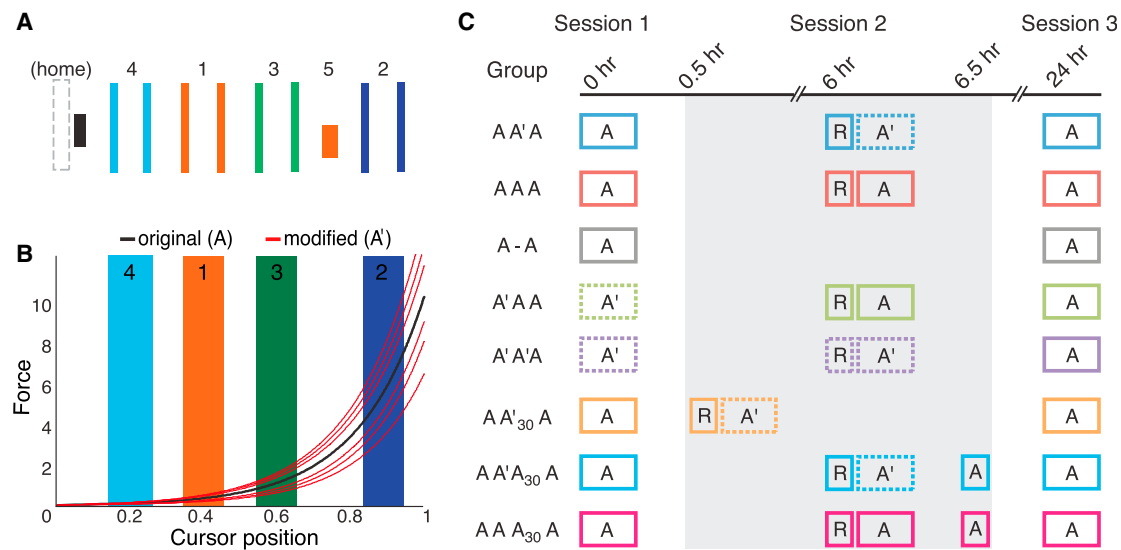 A
(home) 4 1 3 5 2
B
original (A) modified (A')
4 1 3 2
10
8
6
4
2
Force
0 0.2 0.4 0.6 0.8 1
Cursor position
C
Session 1 Session 2 Session 3
Group 0 hr 0.5 hr 6 hr 6.5 hr 24 hr
A A' A A R A' A
A A A A R A A
A - A A A
A' A A A' R A A
A' A' A A' R A' A
A A'30 A A R A' A
A A' A30 A A R A' A A
A A A30 A A R A A A